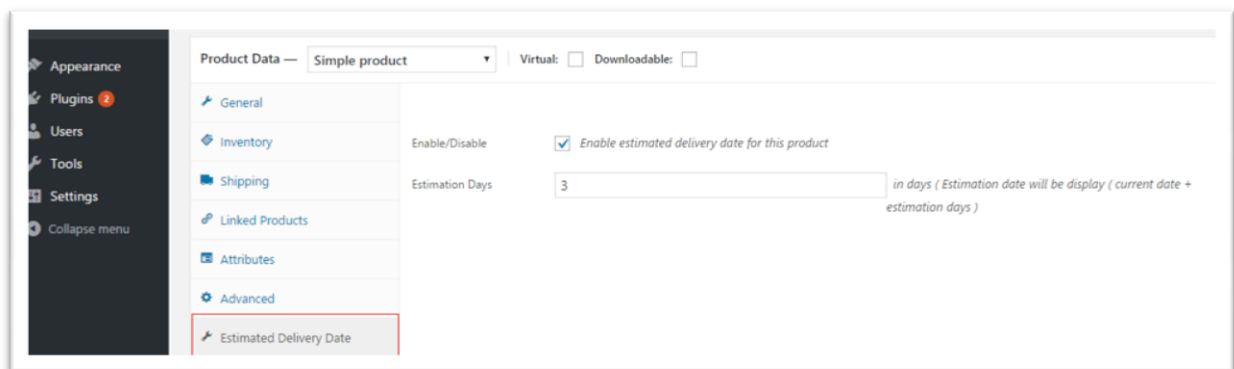 Appearance
Plugins 2
Users
Tools
Settings
Collapse menu
Product Data — Simple product Virtual: Downloadable:
General
Inventory
Shipping
Linked Products
Attributes
Advanced
Estimated Delivery Date
Enable/Disable Enable estimated delivery date for this product
Estimation Days 3 in days ( Estimation date will be display ( current date +
estimation days )